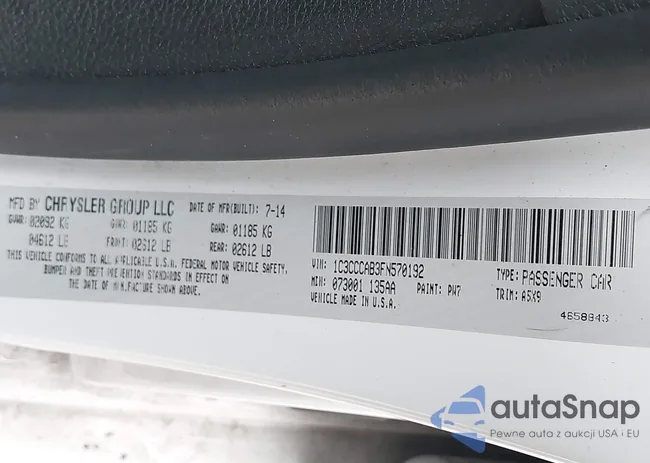 MFD BY CHRYSLER GROUP LLC DATE OF MFR(BUILT): 7-14
GVWR: 02092 KG GAWR: 01185 KG GAWR: 01185 KG
04612 LB FRONT: 02612 LB REAR: 02612 LB
THIS VEHICLE CONFORMS TO ALL APPLICABLE U.S.A. FEDERAL MOTOR VEHICLE SAFETY,
BUMPER AND THEFT PREVENTION STANDARDS IN EFFECT ON
THE DATE OF MANUFACTURE SHOWN ABOVE.
VIN: 1C3CCCAB3FN570192 TYPE: PASSENGER CAR
MDH: 073001 135AA PAINT: PW7 TRIM: A5X9
VEHICLE MADE IN U.S.A. 4658843
autaSnap
Pewne auta z aukcji USA i EU